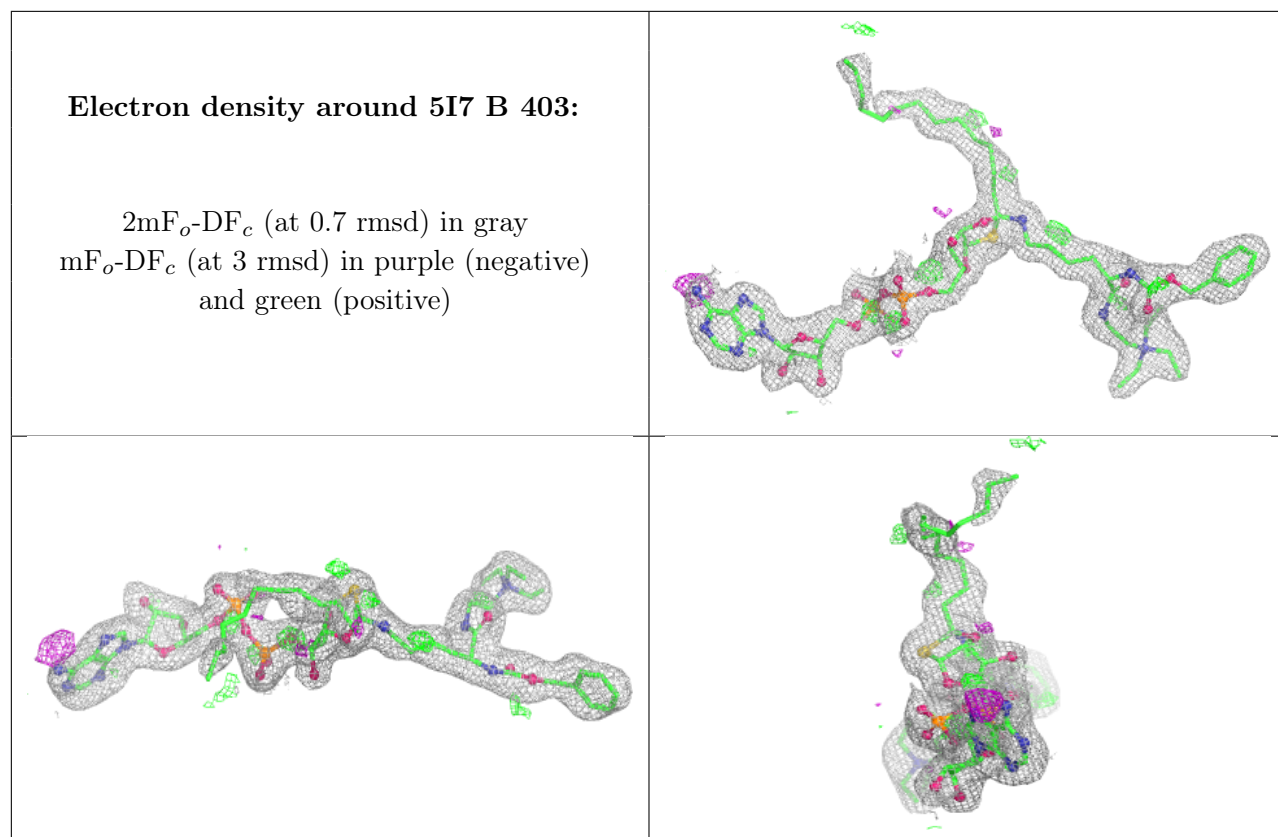 Electron density around 5I7 B 403:
2mFo-DFc (at 0.7 rmsd) in gray
mFo-DFc (at 3 rmsd) in purple (negative)
and green (positive)